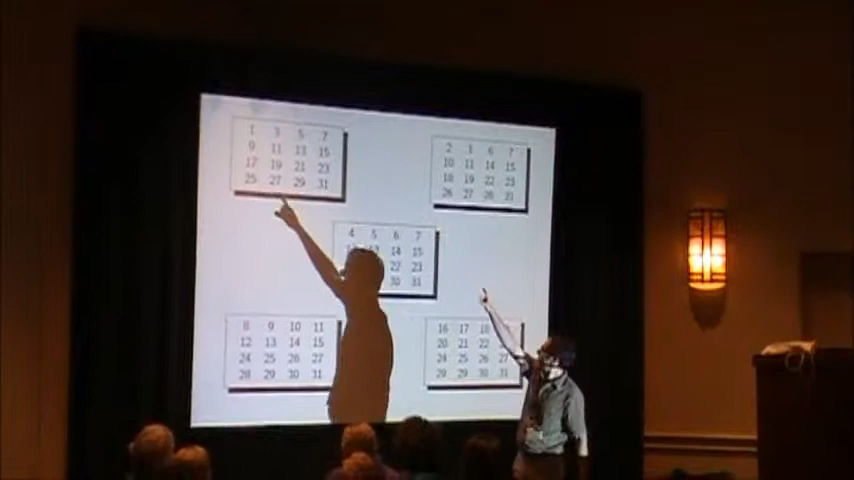 1 3 5 7
9 11 13 15
17 19 21 23
25 27 29 31
2 3 6 7
10 11 14 15
18 19 22 23
26 27 28 31
4 5 6 7
14 15
22 23
30 31
8 9 10 11
12 13 14 15
24 25 26 27
28 29 30 31
16 17 18
20 21 22
24 25 26 27
28 29 30 31